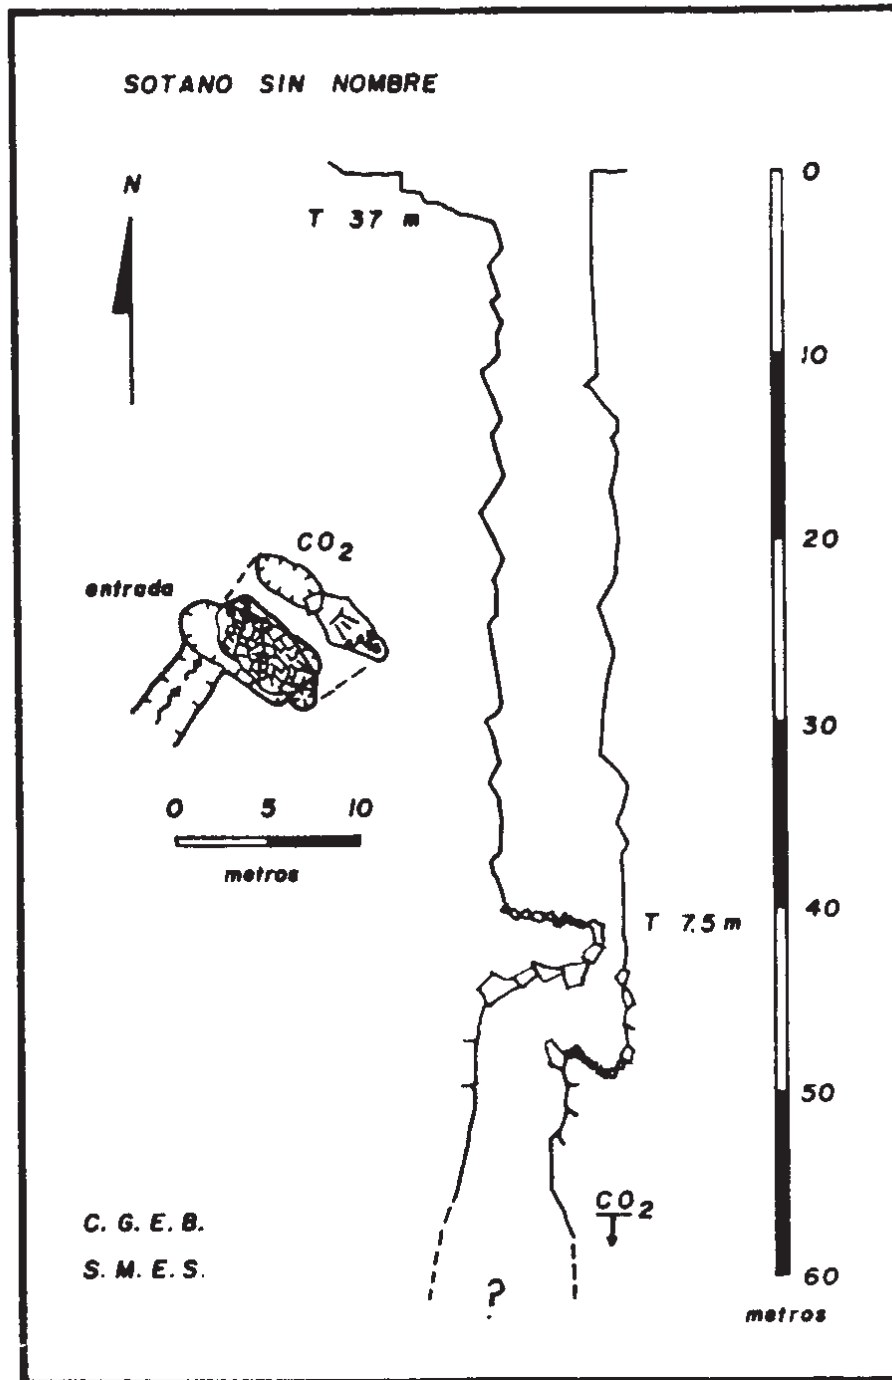 SOTANO SIN NOMBRE
N
T 37 m
0
10
20
30
40
50
60
metros
CO2
entrada
0 5 10
metros
T 7.5 m
CO2
?
C. G. E. B.
S. M. E. S.